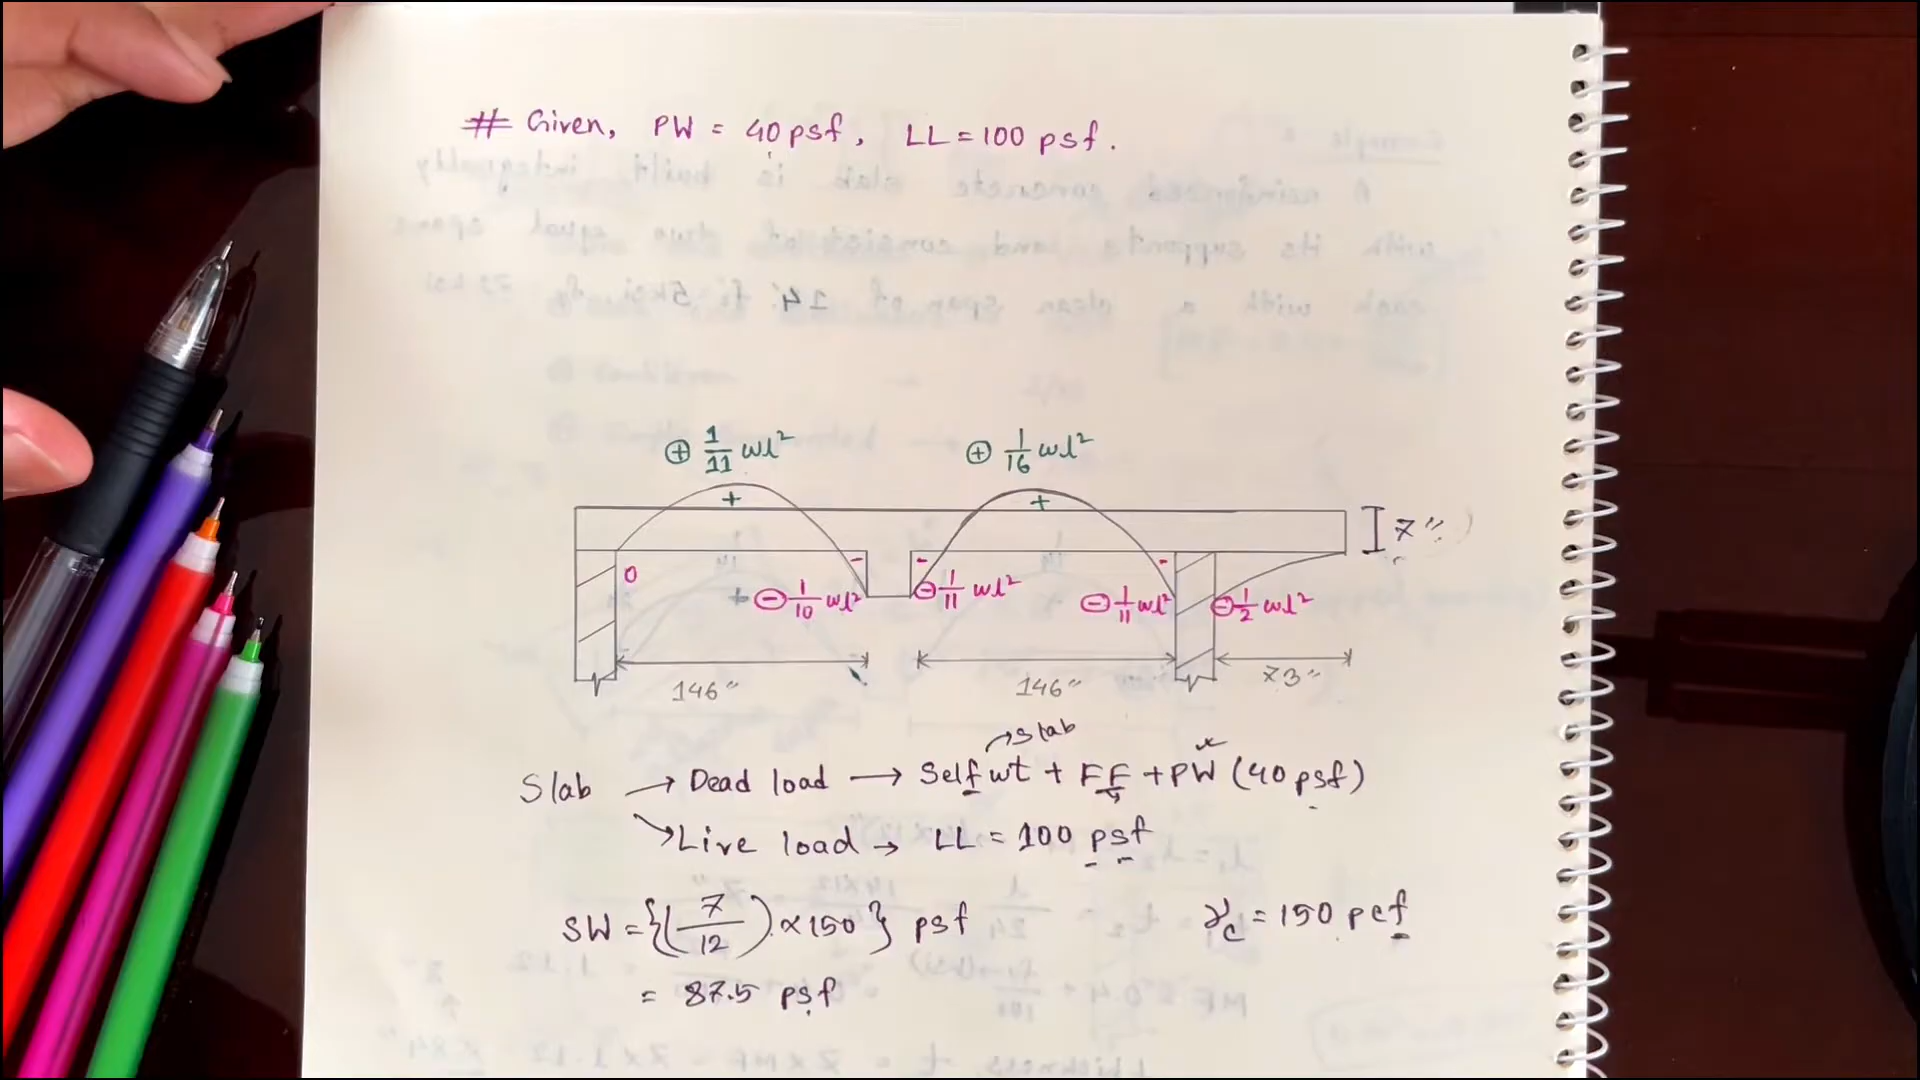 # Given, PW = 40 psf, LL = 100 psf.
⊕ 1/11 wl² ⊕ 1/16 wl²
+ +
7"
- - -
0 ⊖ 1/10 wl² ⊖ 1/11 wl² ⊖ 1/11 wl² ⊖ 1/2 wl²
146" 146" 73"
→ slab
Slab → Dead load → Self wt + FF + PW (40 psf)
→ Live load → LL = 100 psf
SW = {(7/12) × 150} psf γc = 150 pcf
= 87.5 psf